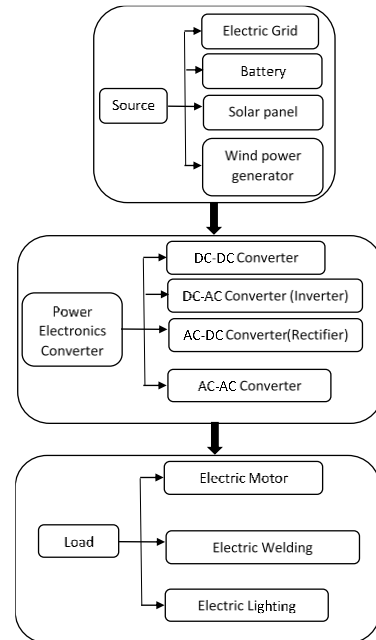 Electric Grid
Battery
Source
Solar panel
Wind power
generator
DC-DC Converter
DC-AC Converter (Inverter)
Power
Electronics
Converter
AC-DC Converter(Rectifier)
AC-AC Converter
Electric Motor
Load
Electric Welding
Electric Lighting